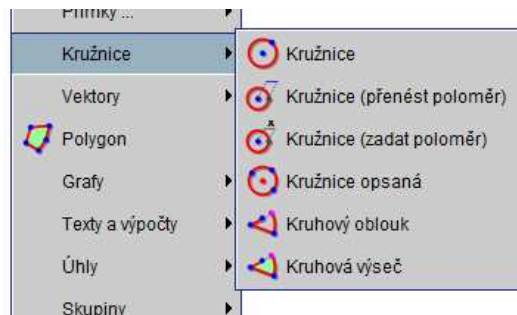 Přímky ...
Kružnice
Vektory
Polygon
Grafy
Texty a výpočty
Úhly
Skupiny
Kružnice
Kružnice (přenést poloměr)
Kružnice (zadat poloměr)
Kružnice opsaná
Kruhový oblouk
Kruhová výseč